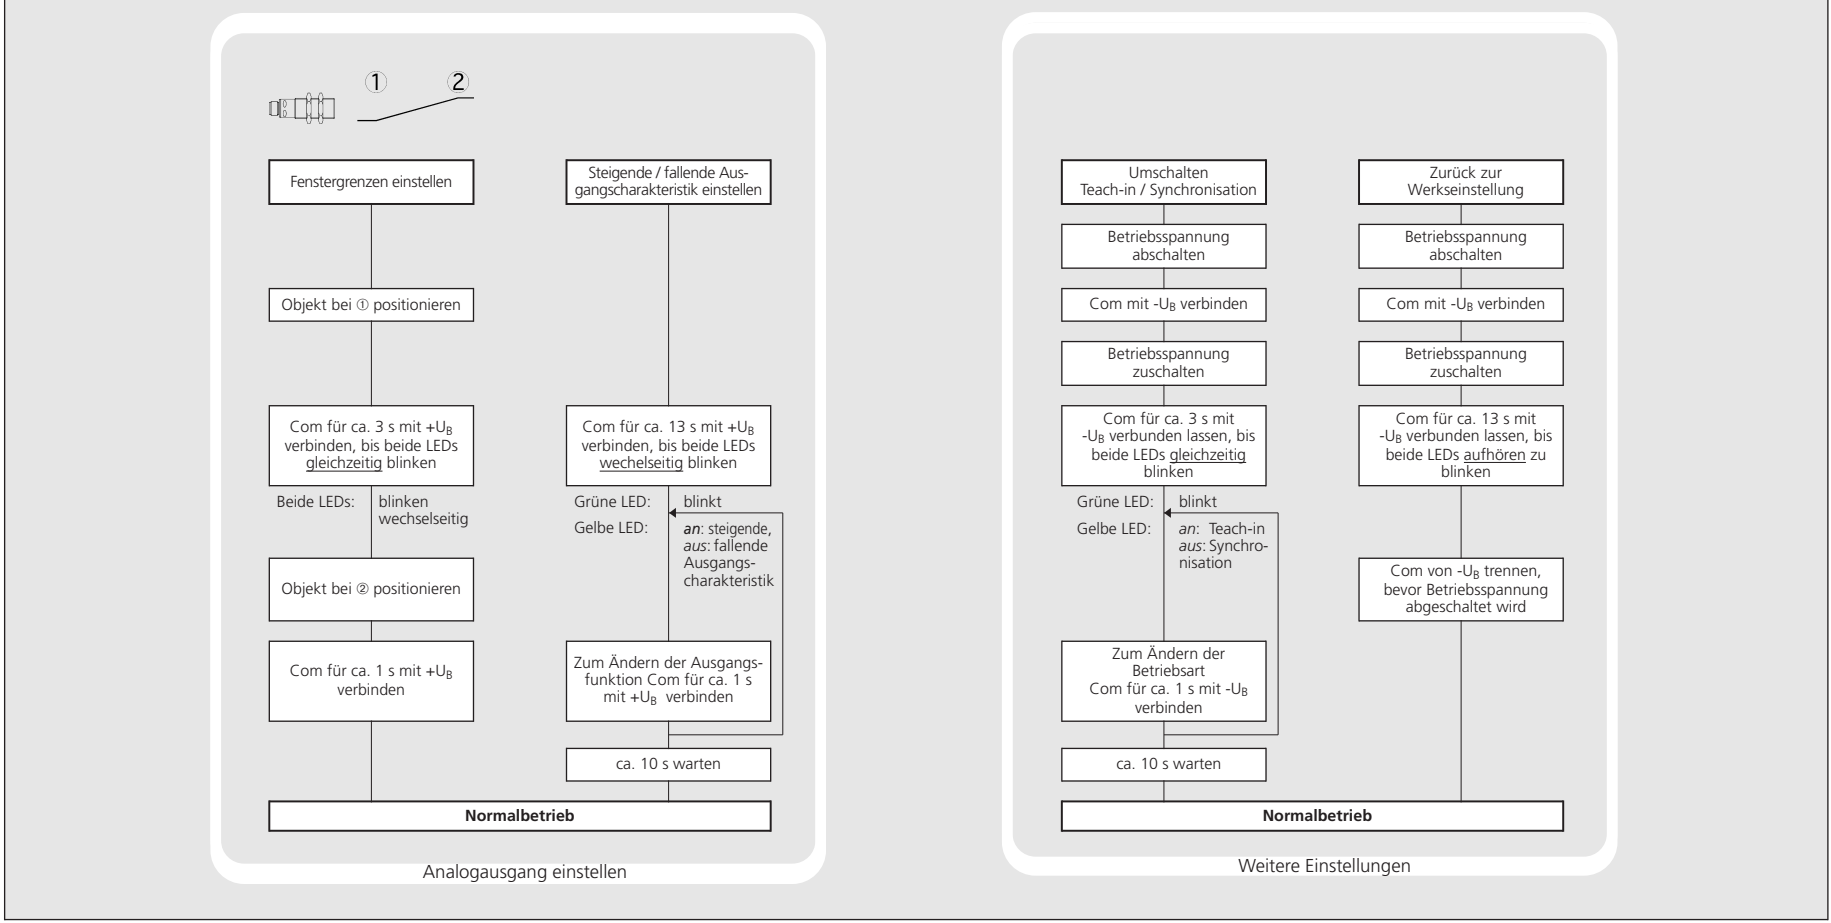 ① ②
Fenstergrenzen einstellen
Objekt bei ① positionieren
Com für ca. 3 s mit +UB
verbinden, bis beide LEDs
gleichzeitig blinken
Beide LEDs: blinken
wechselseitig
Objekt bei ② positionieren
Com für ca. 1 s mit +UB
verbinden
Steigende / fallende Aus-
gangscharakteristik einstellen
Com für ca. 13 s mit +UB
verbinden, bis beide LEDs
wechelseitig blinken
Grüne LED: blinkt
Gelbe LED: an: steigende,
aus: fallende
Ausgangs-
charakteristik
Zum Ändern der Ausgangs-
funktion Com für ca. 1 s
mit +UB verbinden
ca. 10 s warten
Normalbetrieb
Analogausgang einstellen
Umschalten
Teach-in / Synchronisation
Betriebsspannung
abschalten
Com mit -UB verbinden
Betriebsspannung
zuschalten
Com für ca. 3 s mit
-UB verbunden lassen, bis
beide LEDs gleichzeitig
blinken
Grüne LED: blinkt
Gelbe LED: an: Teach-in
aus: Synchro-
nisation
Zum Ändern der
Betriebsart
Com für ca. 1 s mit -UB
verbinden
ca. 10 s warten
Zurück zur
Werkseinstellung
Betriebsspannung
abschalten
Com mit -UB verbinden
Betriebsspannung
zuschalten
Com für ca. 13 s mit
-UB verbunden lassen, bis
beide LEDs aufhören zu
blinken
Com von -UB trennen,
bevor Betriebsspannung
abgeschaltet wird
Normalbetrieb
Weitere Einstellungen